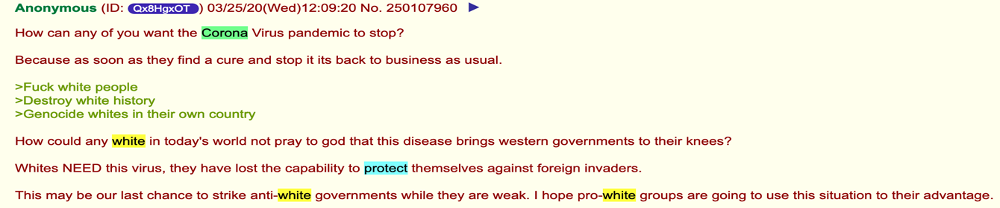 Anonymous (ID: Qx8HgxOT) 03/25/20(Wed)12:09:20 No. 250107960 ▶
How can any of you want the Corona Virus pandemic to stop?
Because as soon as they find a cure and stop it its back to business as usual.
>Fuck white people
>Destroy white history
>Genocide whites in their own country
How could any white in today's world not pray to god that this disease brings western governments to their knees?
Whites NEED this virus, they have lost the capability to protect themselves against foreign invaders.
This may be our last chance to strike anti-white governments while they are weak. I hope pro-white groups are going to use this situation to their advantage.